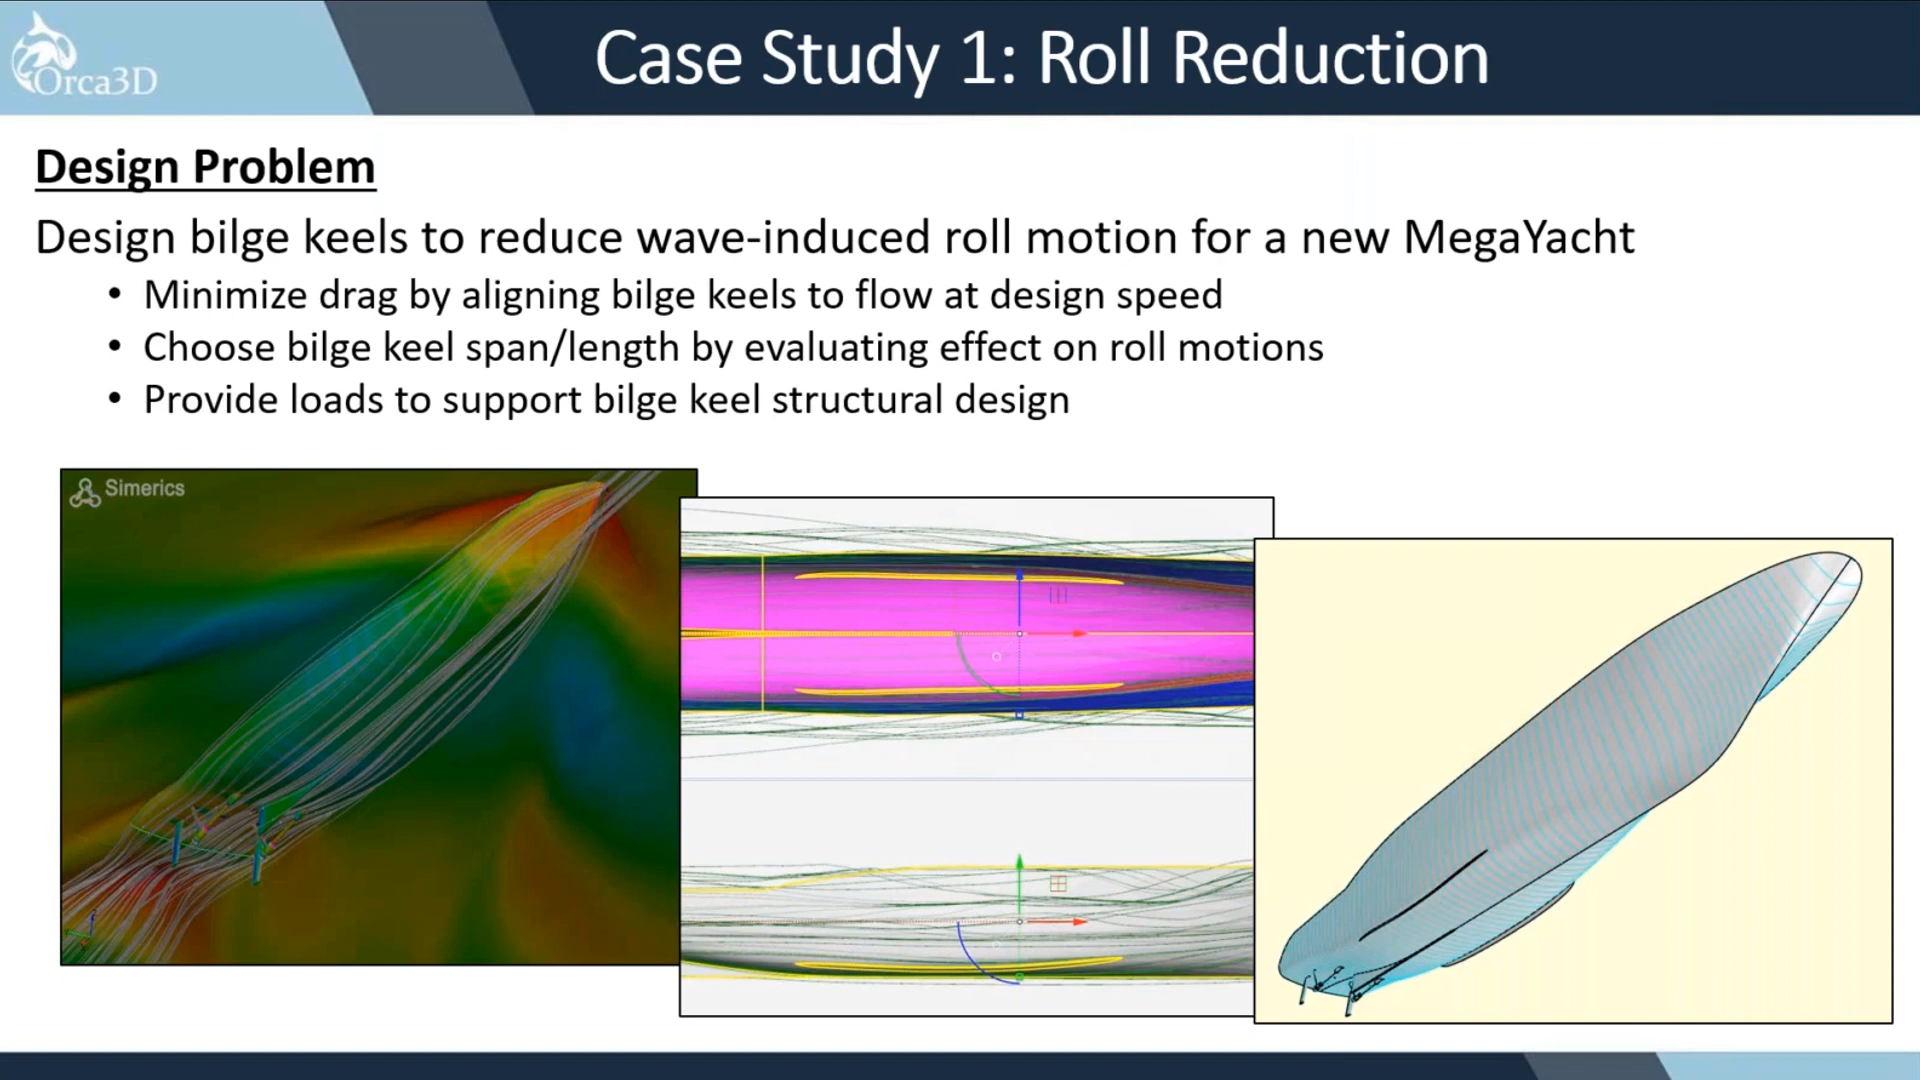 Orca3D
Case Study 1: Roll Reduction
Design Problem
Design bilge keels to reduce wave-induced roll motion for a new MegaYacht
• Minimize drag by aligning bilge keels to flow at design speed
• Choose bilge keel span/length by evaluating effect on roll motions
• Provide loads to support bilge keel structural design
Simerics